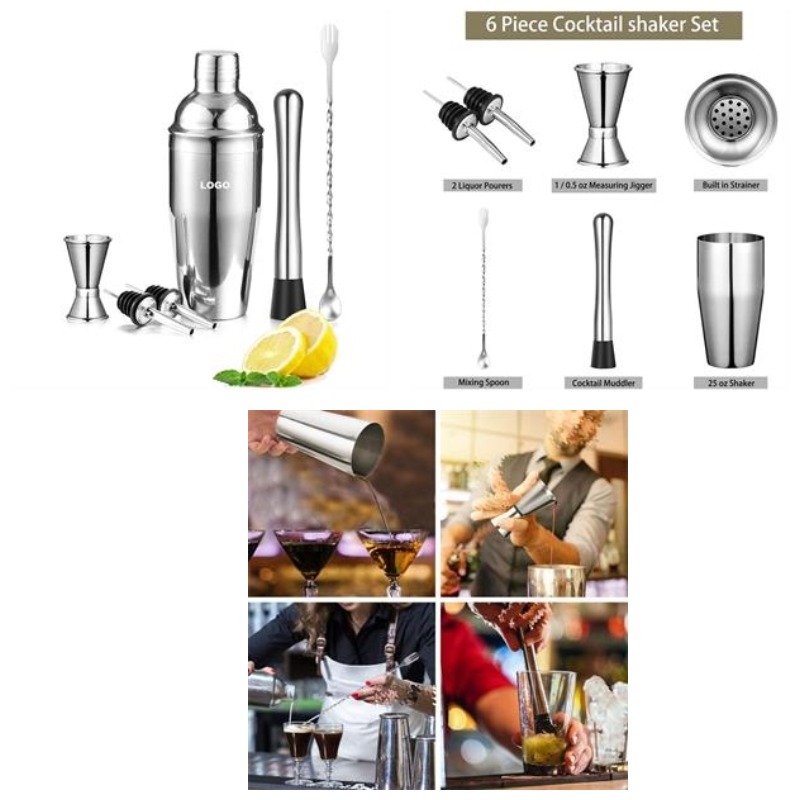 6 Piece Cocktail shaker Set
LOGO
2 Liquor Pourers
1 / 0.5 oz Measuring Jigger
Built in Strainer
Mixing Spoon
Cocktail Muddler
25 oz Shaker